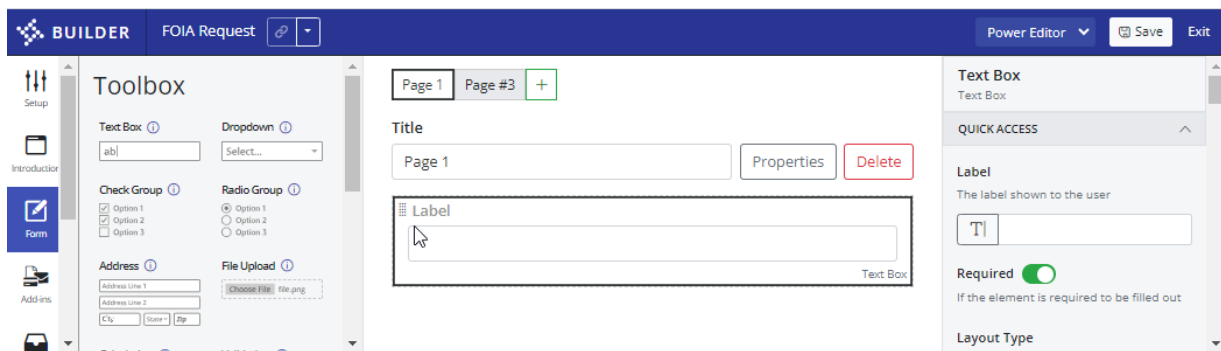 BUILDER FOIA Request Power Editor Save Exit
Setup
Introduction
Form
Add-ins
Toolbox
Text Box Dropdown
ab Select...
Check Group Radio Group
Option 1 Option 1
Option 2 Option 2
Option 3 Option 3
Address File Upload
Address Line 1 Choose File file.png
Address Line 2
City State Zip
Page 1 Page #3 +
Title
Page 1 Properties Delete
Label
Text Box
Text Box
Text Box
QUICK ACCESS
Label
The label shown to the user
T|
Required
If the element is required to be filled out
Layout Type